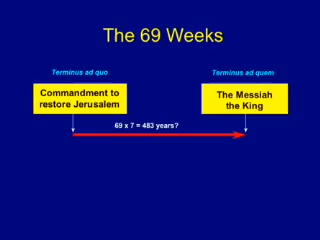 The 69 Weeks
Terminus ad quo
Terminus ad quem
Commandment to
restore Jerusalem
The Messiah
the King
69 x 7 = 483 years?